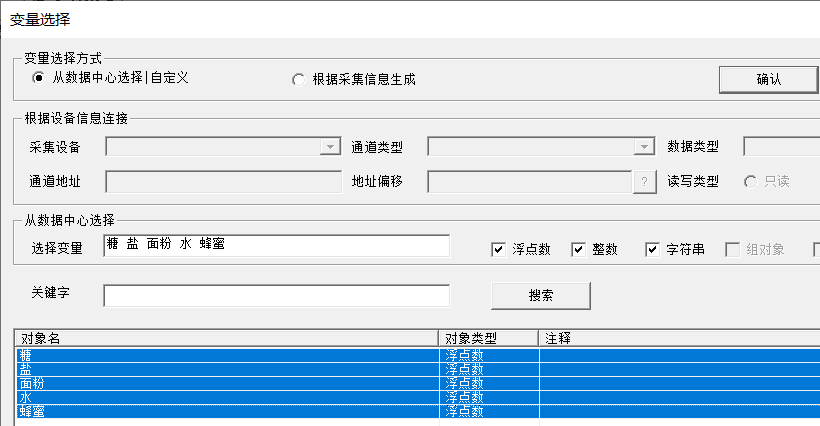 变量选择
变量选择方式
从数据中心选择|自定义 根据采集信息生成 确认
根据设备信息连接
采集设备 通道类型 数据类型
通道地址 地址偏移 ? 读写类型 只读
从数据中心选择
选择变量 糖 盐 面粉 水 蜂蜜 浮点数 整数 字符串 组对象
关键字 搜索
对象名 对象类型 注释
糖 浮点数
盐 浮点数
面粉 浮点数
水 浮点数
蜂蜜 浮点数